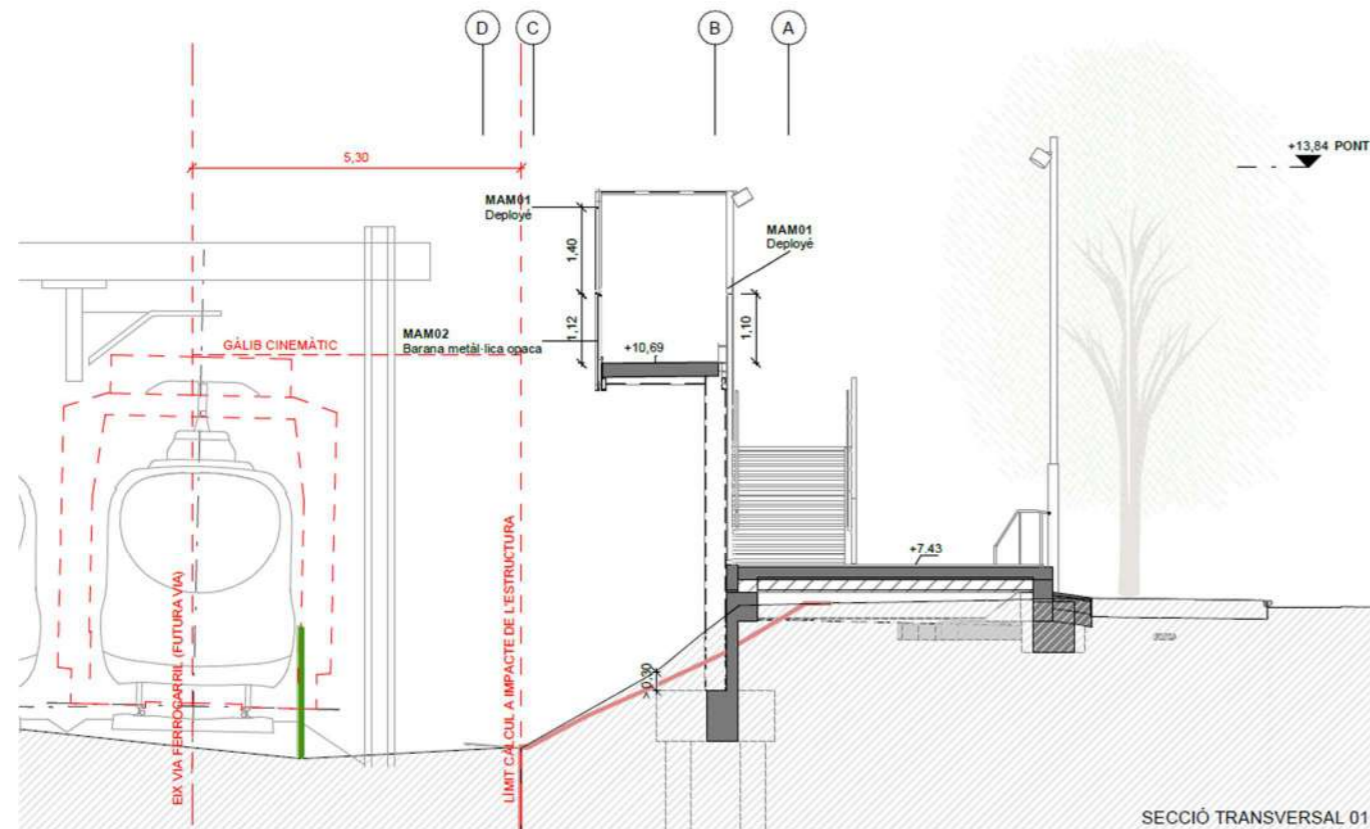 D
C
B
A
5,30
+13,84 PONT
MAM01
Deployé
MAM01
Deployé
1,40
1,12
1,10
MAM02
Barana metàl·lica opaca
+10,69
GÀLIB CINEMÀTIC
EIX VIA FERROCARRIL (FUTURA VIA)
LÍMIT CÀLCUL A IMPACTE DE L'ESTRUCTURA
+7,43
> 0,30
SECCIÓ TRANSVERSAL 01